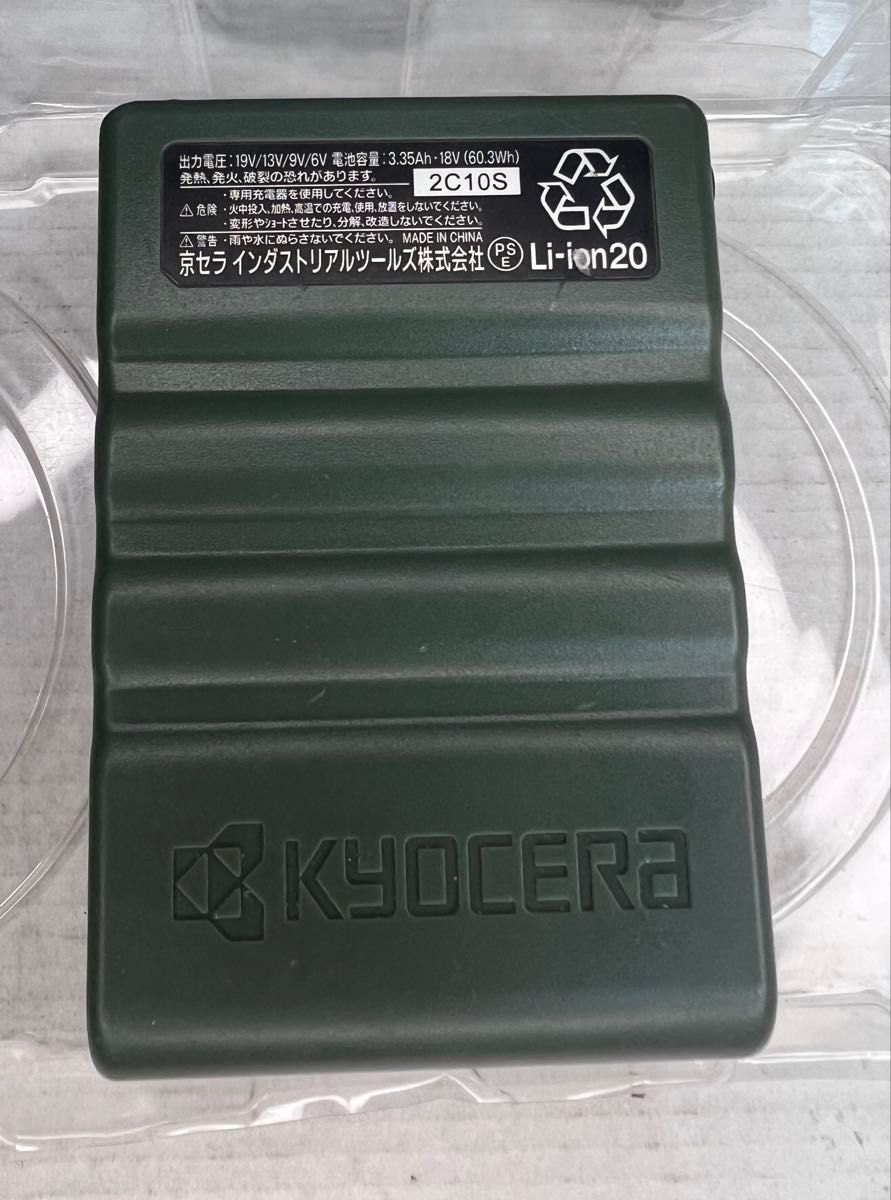 出力電圧:19V/13V/9V/6V 電池容量:3.35Ah・18V(60.3Wh)
発熱、発火、破裂の恐れがあります。
2C10S
・専用充電器を使用してください。
⚠危険・火中投入、加熱、高温での充電、使用、放置をしないでください。
・変形やショートさせたり、分解、改造しないでください。
⚠警告・雨や水にぬらさないでください。 MADE IN CHINA
京セラ インダストリアルツールズ株式会社 PSE Li-ion20
KYOCERA